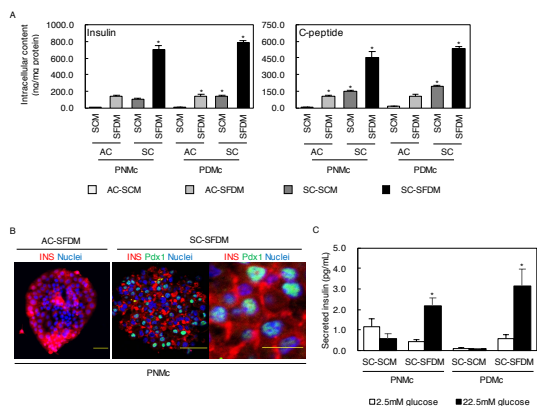 A
Insulin
C-peptide
Intracellular content
(ng/mg protein)
1000.0
800.0
600.0
400.0
200.0
0.0
750.0
600.0
450.0
300.0
150.0
0.0
* * * *
* * * * *
SCM SFDM SCM SFDM SCM SFDM SCM SFDM
SCM SFDM SCM SFDM SCM SFDM SCM SFDM
AC SC AC SC AC SC AC SC
PNMc PDMc PNMc PDMc
AC-SCM AC-SFDM SC-SCM SC-SFDM
B
AC-SFDM SC-SFDM
INS Nuclei INS Pdx1 Nuclei INS Pdx1 Nuclei
PNMc
C
Secreted insulin (pg/mL)
5.0
4.0
3.0
2.0
1.0
0.0
* *
SC-SCM SC-SFDM SC-SCM SC-SFDM
PNMc PDMc
2.5mM glucose 22.5mM glucose